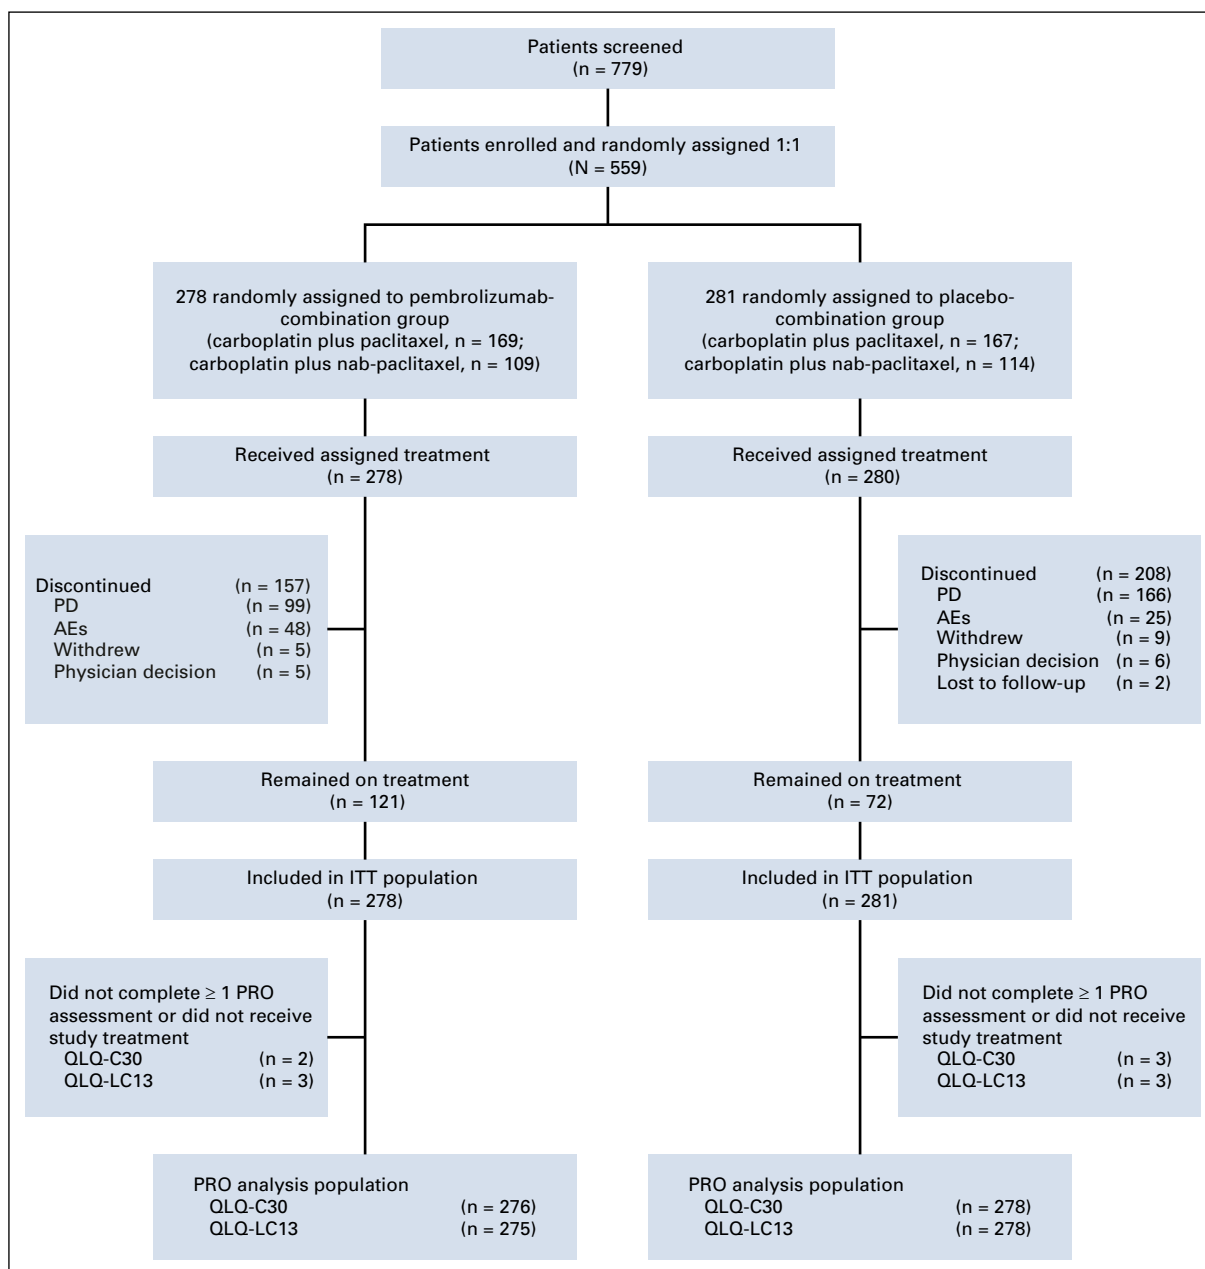 Patients screened
(n = 779)
Patients enrolled and randomly assigned 1:1
(N = 559)
278 randomly assigned to pembrolizumab-
combination group
(carboplatin plus paclitaxel, n = 169;
carboplatin plus nab-paclitaxel, n = 109)
281 randomly assigned to placebo-
combination group
(carboplatin plus paclitaxel, n = 167;
carboplatin plus nab-paclitaxel, n = 114)
Received assigned treatment
(n = 278)
Received assigned treatment
(n = 280)
Discontinued (n = 157)
PD (n = 99)
AEs (n = 48)
Withdrew (n = 5)
Physician decision (n = 5)
Discontinued (n = 208)
PD (n = 166)
AEs (n = 25)
Withdrew (n = 9)
Physician decision (n = 6)
Lost to follow-up (n = 2)
Remained on treatment
(n = 121)
Remained on treatment
(n = 72)
Included in ITT population
(n = 278)
Included in ITT population
(n = 281)
Did not complete ≥ 1 PRO
assessment or did not receive
study treatment
QLQ-C30 (n = 2)
QLQ-LC13 (n = 3)
Did not complete ≥ 1 PRO
assessment or did not receive
study treatment
QLQ-C30 (n = 3)
QLQ-LC13 (n = 3)
PRO analysis population
QLQ-C30 (n = 276)
QLQ-LC13 (n = 275)
PRO analysis population
QLQ-C30 (n = 278)
QLQ-LC13 (n = 278)